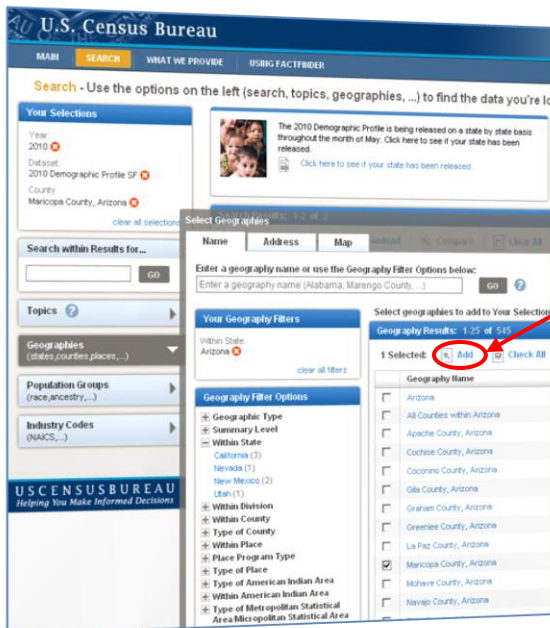 U.S. Census Bureau
MAIN SEARCH WHAT WE PROVIDE USING FACTFINDER
Search - Use the options on the left (search, topics, geographies, ...) to find the data you're lo
Your Selections
Year:
2010
Dataset:
2010 Demographic Profile SF
County
Maricopa County, Arizona
clear all selections
The 2010 Demographic Profile is being released on a state by state basis
throughout the month of May. Click here to see if your state has been
released.
Click here to see if your state has been released.
Search within Results for...
GO
Topics
Geographies
(states,counties,places,...)
Population Groups
(race,ancestry,...)
Industry Codes
(NAICS,...)
USCENSUSBUREAU
Helping You Make Informed Decisions
Search Results: 1-2 of 2
Select Geographies
Name Address Map
Compare Clear All
Enter a geography name or use the Geography Filter Options below:
Enter a geography name (Alabama, Marengo County, ...) GO
Your Geography Filters
Within State
Arizona
clear all filters
Geography Filter Options
Geographic Type
Summary Level
Within State
California (3)
Nevada (1)
New Mexico (2)
Utah (1)
Within Division
Within County
Type of County
Within Place
Place Program Type
Type of Place
Type of American Indian Area
Within American Indian Area
Type of Metropolitan Statistical
Area/Micropolitan Statistical Area
Select geographies to add to Your Selection
Geography Results: 1-25 of 545
1 Selected: Add Check All
Geography Name
Arizona
All Counties within Arizona
Apache County, Arizona
Cochise County, Arizona
Coconino County, Arizona
Gila County, Arizona
Graham County, Arizona
Greenlee County, Arizona
La Paz County, Arizona
Maricopa County, Arizona
Mohave County, Arizona
Navajo County, Arizona